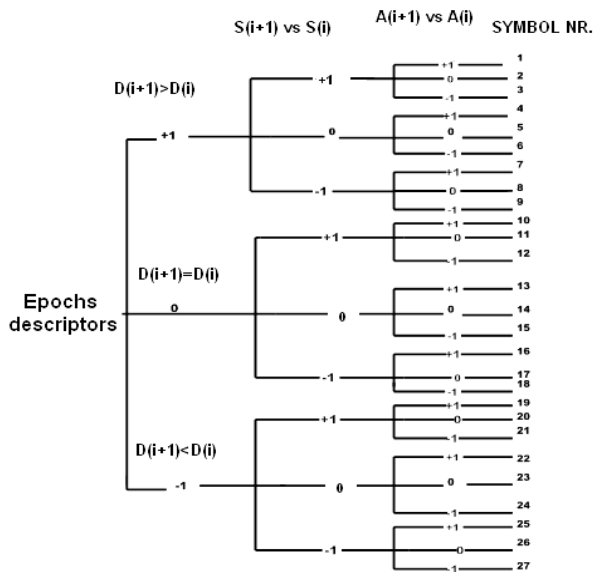 S(i+1) vs S(i) A(i+1) vs A(i) SYMBOL NR.
+1 1
+1 0 2
-1 3
D(i+1)>D(i)
+1 4
+1 0 0 5
-1 6
+1 7
-1 0 8
-1 9
+1 10
+1 0 11
-1 12
D(i+1)=D(i)
+1 13
Epochs
descriptors
0 0 0 14
-1 15
+1 16
-1 0 17
-1 18
+1 19
+1 0 20
-1 21
D(i+1)<D(i)
+1 22
-1 0 0 23
-1 24
+1 25
-1 0 26
-1 27